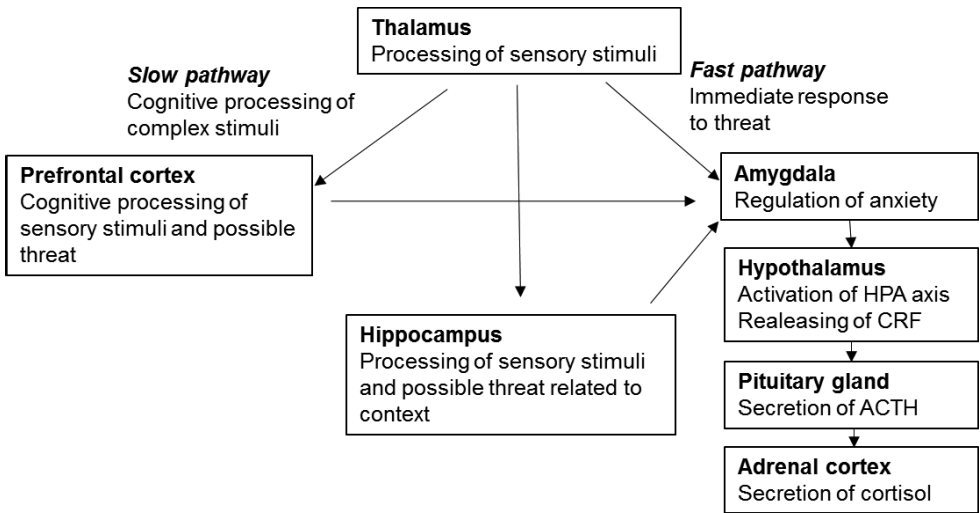 Thalamus
Processing of sensory stimuli
Slow pathway
Cognitive processing of
complex stimuli
Fast pathway
Immediate response
to threat
Prefrontal cortex
Cognitive processing of
sensory stimuli and possible
threat
Amygdala
Regulation of anxiety
Hippocampus
Processing of sensory stimuli
and possible threat related to
context
Hypothalamus
Activation of HPA axis
Realeasing of CRF
Pituitary gland
Secretion of ACTH
Adrenal cortex
Secretion of cortisol